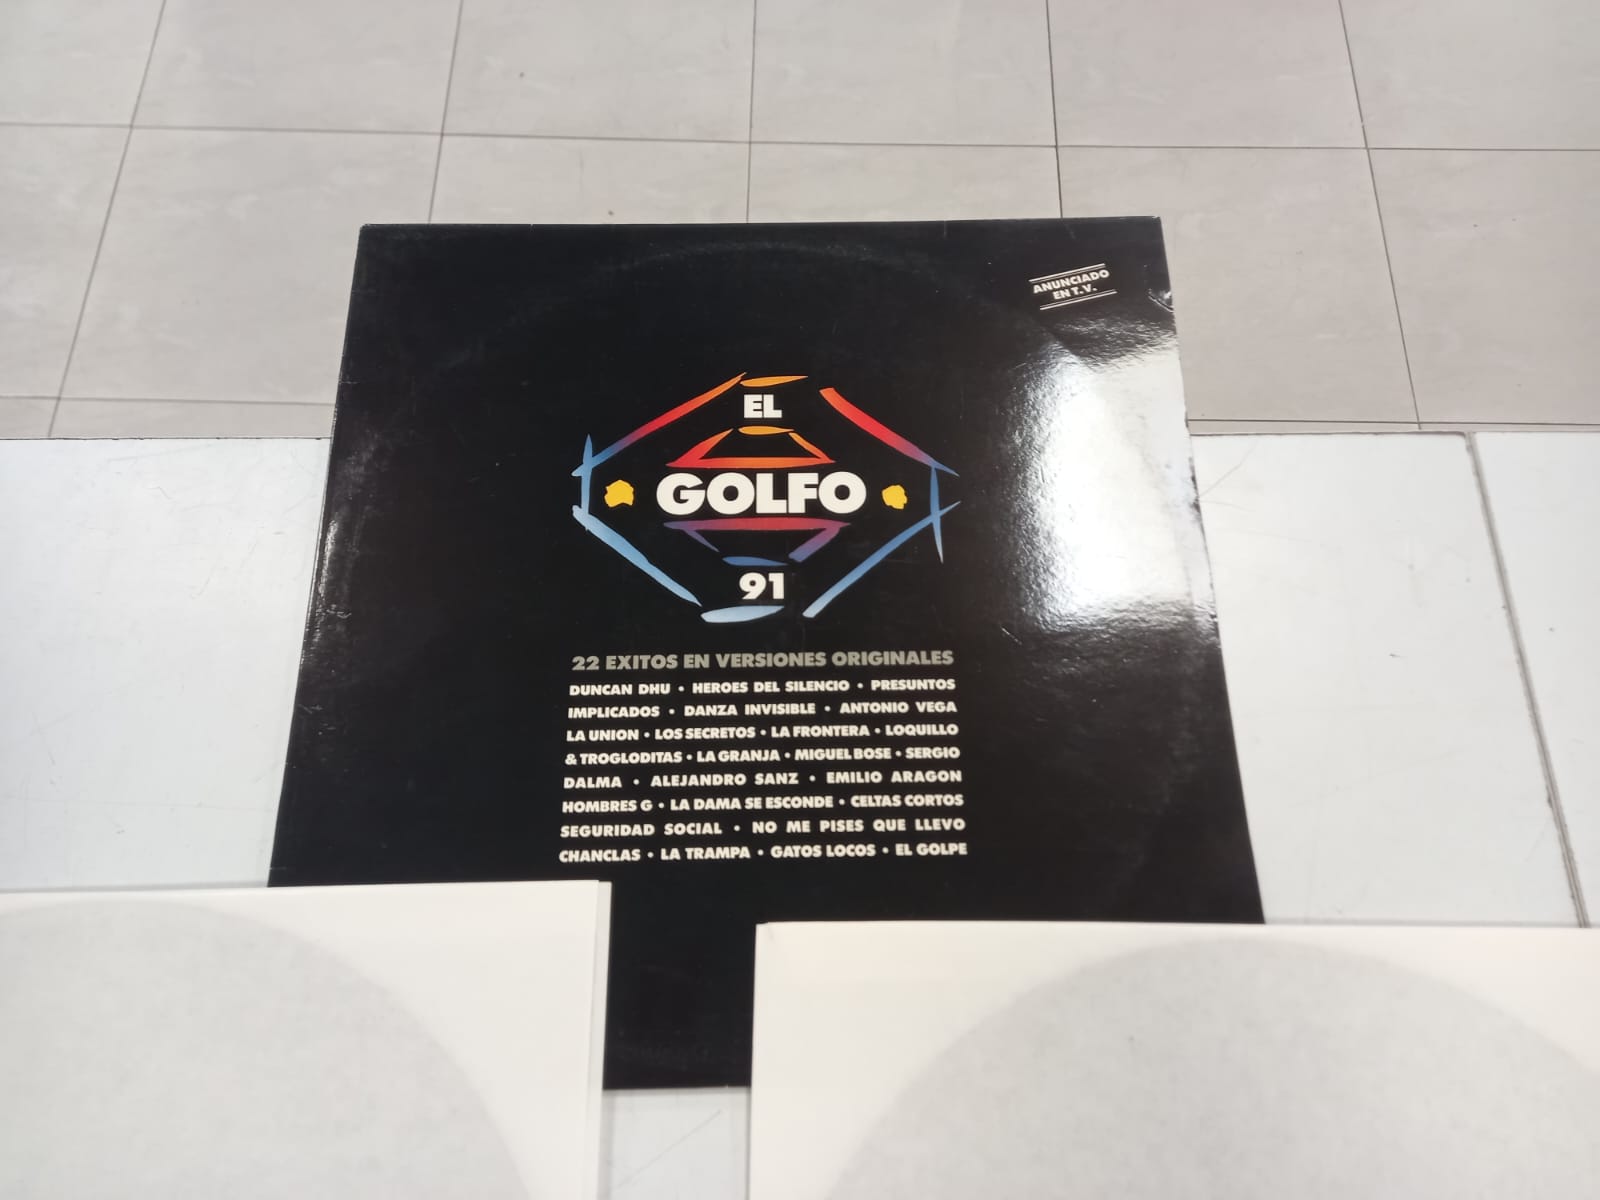 ANUNCIADO
EN T.V.
EL
GOLFO
91
22 EXITOS EN VERSIONES ORIGINALES
DUNCAN DHU • HEROES DEL SILENCIO • PRESUNTOS
IMPLICADOS • DANZA INVISIBLE • ANTONIO VEGA
LA UNION • LOS SECRETOS • LA FRONTERA • LOQUILLO
& TROGLODITAS • LA GRANJA • MIGUEL BOSE • SERGIO
DALMA • ALEJANDRO SANZ • EMILIO ARAGON
HOMBRES G • LA DAMA SE ESCONDE • CELTAS CORTOS
SEGURIDAD SOCIAL • NO ME PISES QUE LLEVO
CHANCLAS • LA TRAMPA • GATOS LOCOS • EL GOLPE